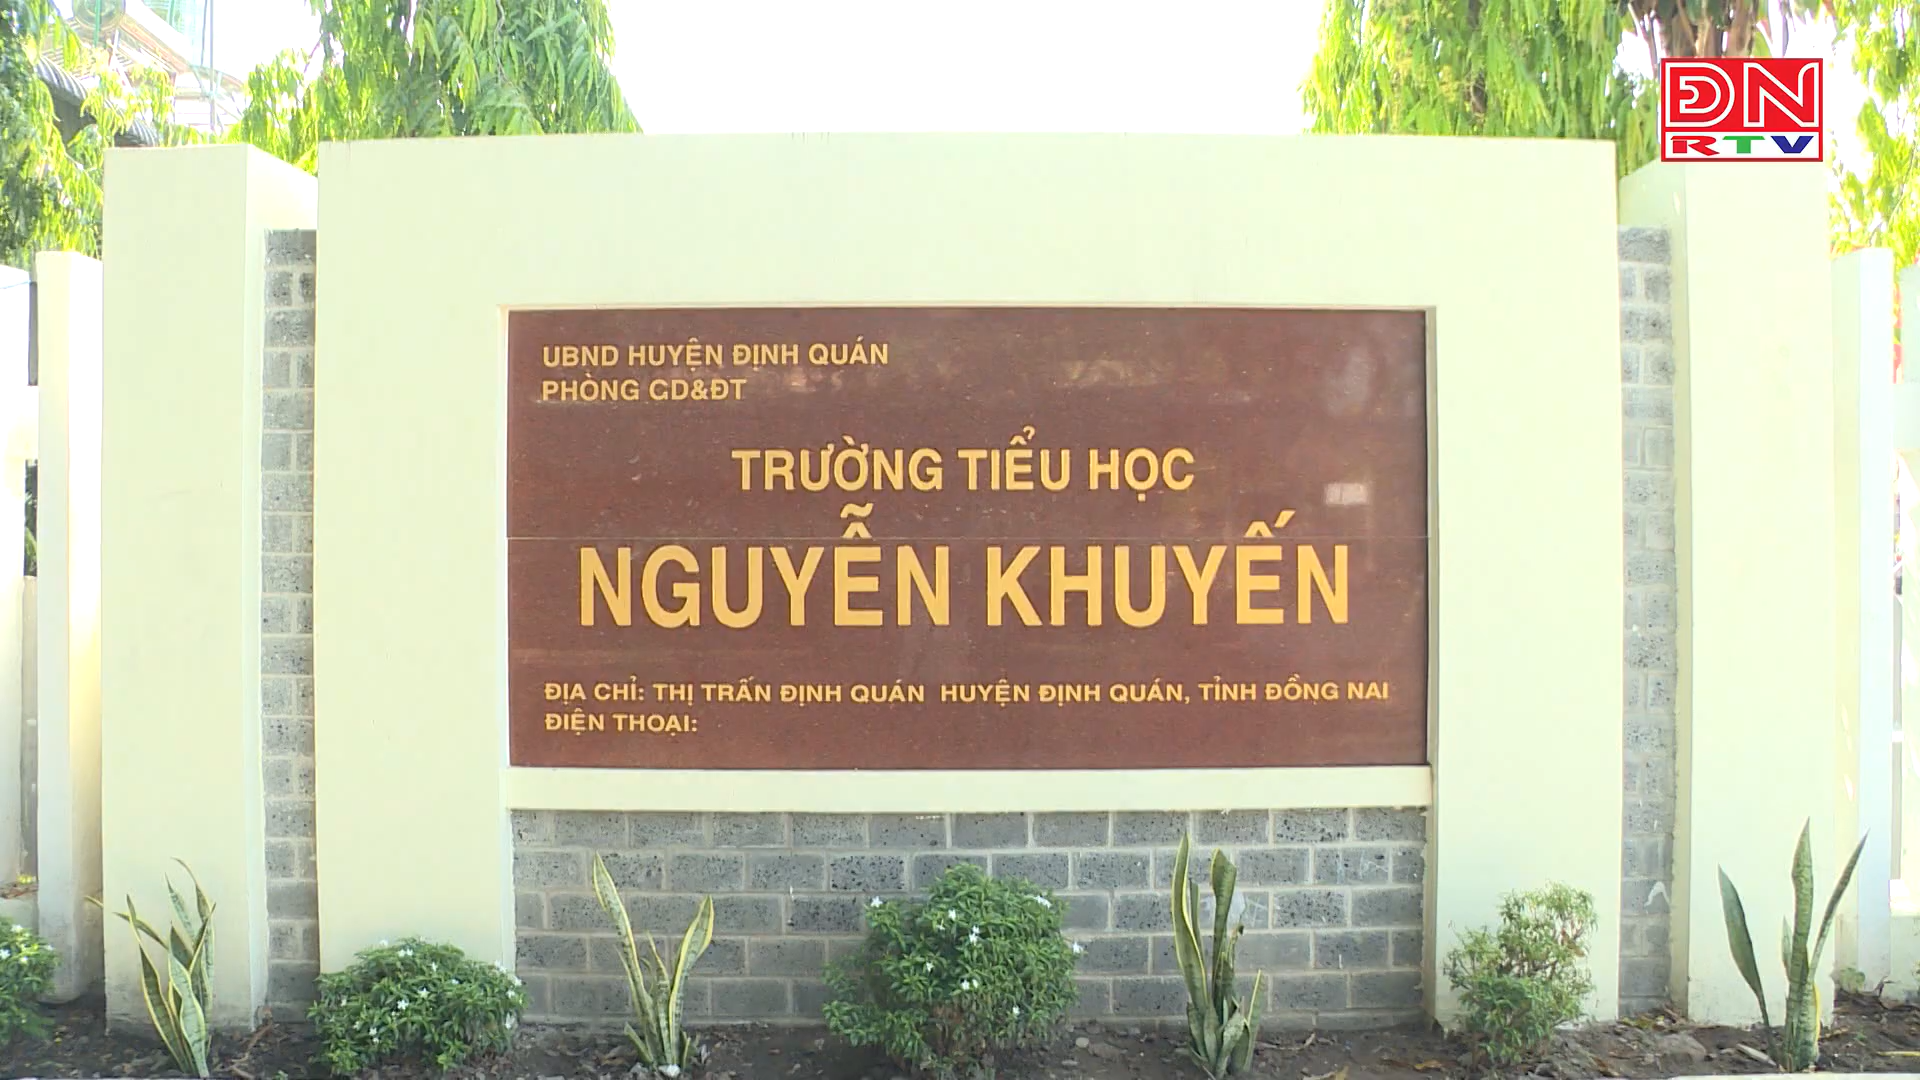 ĐN
RTV
UBND HUYỆN ĐỊNH QUÁN
PHÒNG GD&ĐT
TRƯỜNG TIỂU HỌC
NGUYỄN KHUYẾN
ĐỊA CHỈ: THỊ TRẤN ĐỊNH QUÁN HUYỆN ĐỊNH QUÁN, TỈNH ĐỒNG NAI
ĐIỆN THOẠI: